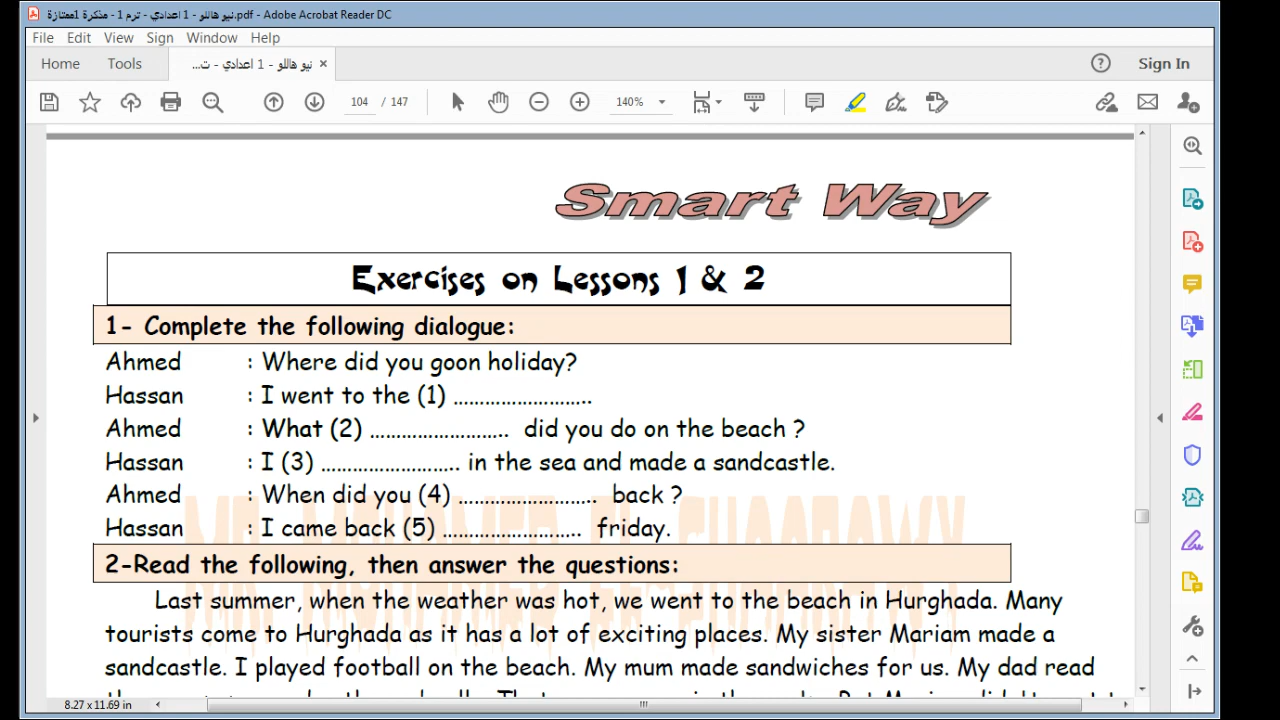 نيو هاللو - 1 اعدادي - ترم 1 - مذكرة 1ممتازة.pdf - Adobe Acrobat Reader DC
File Edit View Sign Window Help
Home Tools نيو هاللو - 1 اعدادي - ت... × Sign In
104 / 147 140%
Smart Way
Exercises on Lessons 1 & 2
1- Complete the following dialogue:
Ahmed : Where did you goon holiday?
Hassan : I went to the (1) ……………………..
Ahmed : What (2) …………………….. did you do on the beach ?
Hassan : I (3) …………………….. in the sea and made a sandcastle.
Ahmed : When did you (4) …………………….. back ?
Hassan : I came back (5) …………………….. friday.
2-Read the following, then answer the questions:
Last summer, when the weather was hot, we went to the beach in Hurghada. Many
tourists come to Hurghada as it has a lot of exciting places. My sister Mariam made a
sandcastle. I played football on the beach. My mum made sandwiches for us. My dad read
8.27 x 11.69 in